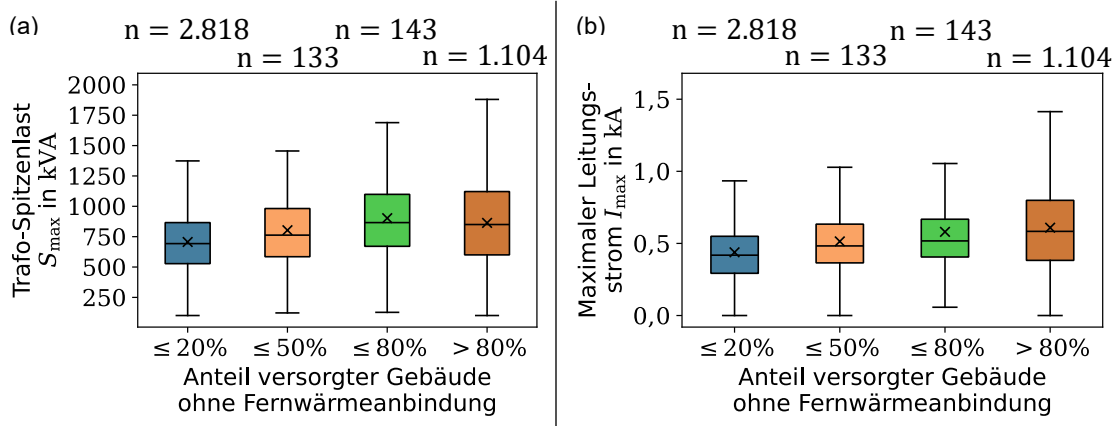 (a)
n = 2.818
n = 143
n = 133
n = 1.104
2000
1750
1500
1250
1000
750
500
250
Trafo-Spitzenlast
S_max in kVA
≤ 20%
≤ 50%
≤ 80%
> 80%
Anteil versorgter Gebäude
ohne Fernwärmeanbindung
(b)
n = 2.818
n = 143
n = 133
n = 1.104
1,5
1,0
0,5
0,0
Maximaler Leitungs-
strom I_max in kA
≤ 20%
≤ 50%
≤ 80%
> 80%
Anteil versorgter Gebäude
ohne Fernwärmeanbindung